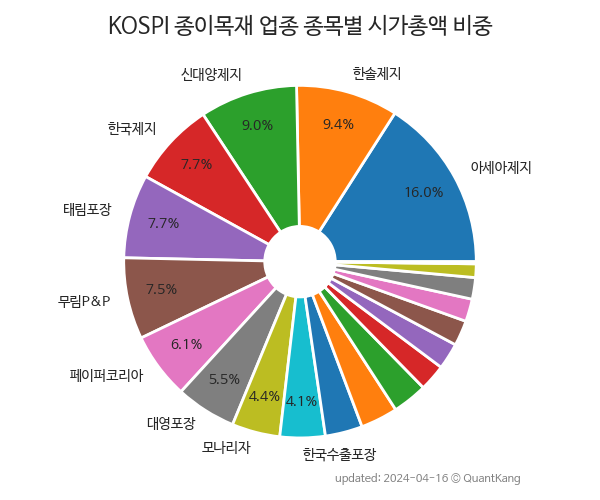 KOSPI 종이목재 업종 종목별 시가총액 비중
신대양제지
한솔제지
한국제지
9.0%
9.4%
아세아제지
7.7%
16.0%
태림포장
7.7%
무림P&P
7.5%
페이퍼코리아
6.1%
대영포장
5.5%
모나리자
4.4%
4.1%
한국수출포장
updated: 2024-04-16 © QuantKang